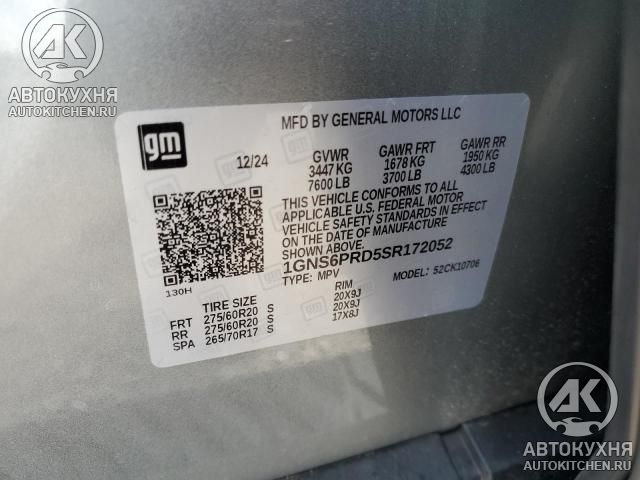 AK
АВТОКУХНЯ
AUTOKITCHEN.RU
gm
MFD BY GENERAL MOTORS LLC
12/24
GVWR GAWR FRT GAWR RR
3447 KG 1678 KG 1950 KG
7600 LB 3700 LB 4300 LB
THIS VEHICLE CONFORMS TO ALL
APPLICABLE U.S. FEDERAL MOTOR
VEHICLE SAFETY STANDARDS IN EFFECT
ON THE DATE OF MANUFACTURE
SHOWN ABOVE.
1GNS6PRD5SR172052
TYPE: MPV MODEL: 52CK10706
130H
TIRE SIZE RIM
FRT 275/60R20 S 20X9J
RR 275/60R20 S 20X9J
SPA 265/70R17 S 17X8J
AK
АВТОКУХНЯ
AUTOKITCHEN.RU